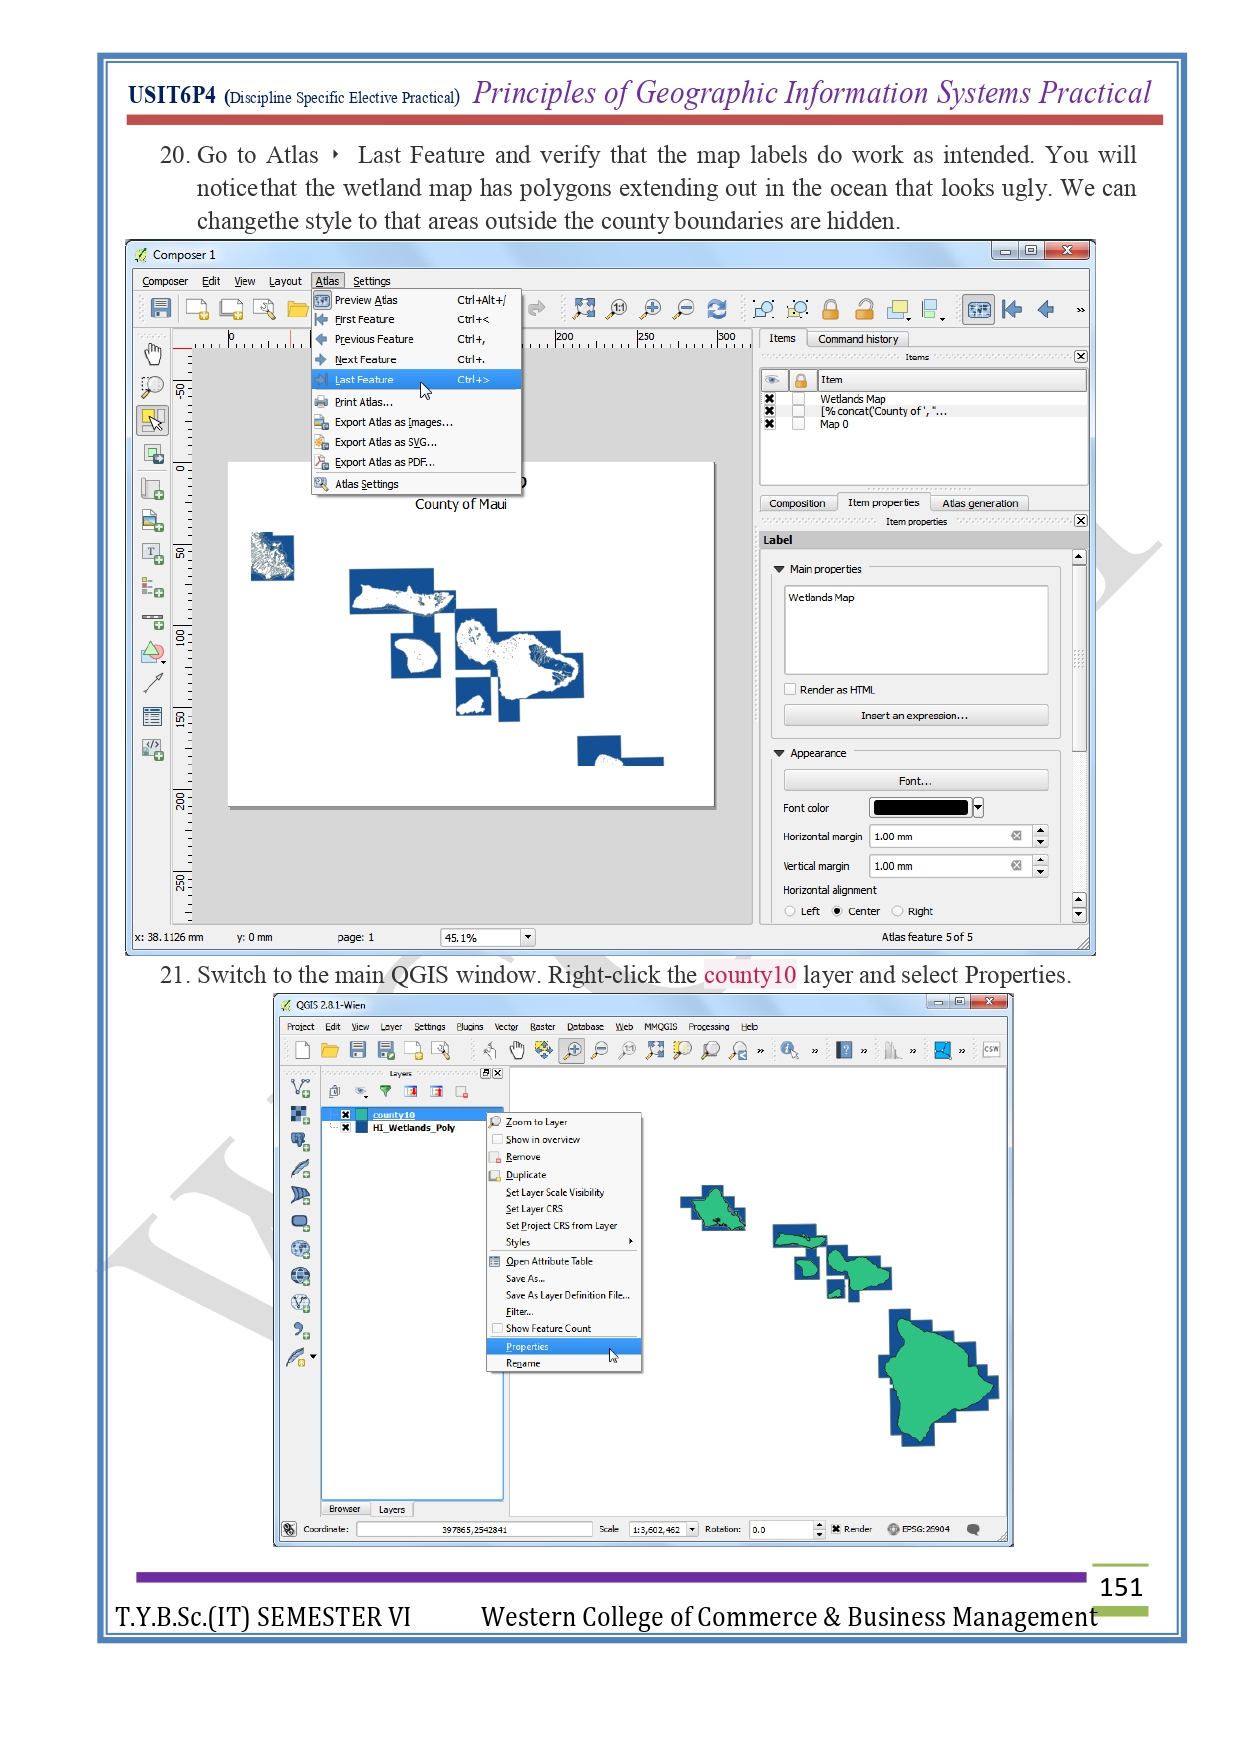 USIT6P4 (Discipline Specific Elective Practical) Principles of Geographic Information Systems Practical
20. Go to Atlas ‣ Last Feature and verify that the map labels do work as intended. You will
noticethat the wetland map has polygons extending out in the ocean that looks ugly. We can
changethe style to that areas outside the county boundaries are hidden.
Composer 1
Composer Edit View Layout Atlas Settings
Preview Atlas Ctrl+Alt+/
First Feature Ctrl+<
Previous Feature Ctrl+,
Next Feature Ctrl+.
Last Feature Ctrl+>
Print Atlas...
Export Atlas as Images...
Export Atlas as SVG...
Export Atlas as PDF...
Atlas Settings
0 200 250 300
-50
0
50
100
150
200
250
County of Maui
Items Command history
Items
Item
Wetlands Map
[% concat('County of ', "...
Map 0
Composition Item properties Atlas generation
Item properties
Label
Main properties
Wetlands Map
Render as HTML
Insert an expression...
Appearance
Font...
Font color
Horizontal margin 1.00 mm
Vertical margin 1.00 mm
Horizontal alignment
Left Center Right
x: 38.1126 mm y: 0 mm page: 1 45.1% Atlas feature 5 of 5
21. Switch to the main QGIS window. Right-click the county10 layer and select Properties.
QGIS 2.8.1-Wien
Project Edit View Layer Settings Plugins Vector Raster Database Web MMQGIS Processing Help
CSW
Layers
county10
HI_Wetlands_Poly
Zoom to Layer
Show in overview
Remove
Duplicate
Set Layer Scale Visibility
Set Layer CRS
Set Project CRS from Layer
Styles
Open Attribute Table
Save As...
Save As Layer Definition File...
Filter...
Show Feature Count
Properties
Rename
Browser Layers
Coordinate: 397865,2542841 Scale 1:3,602,462 Rotation: 0.0 Render EPSG:26904
151
T.Y.B.Sc.(IT) SEMESTER VI Western College of Commerce & Business Management